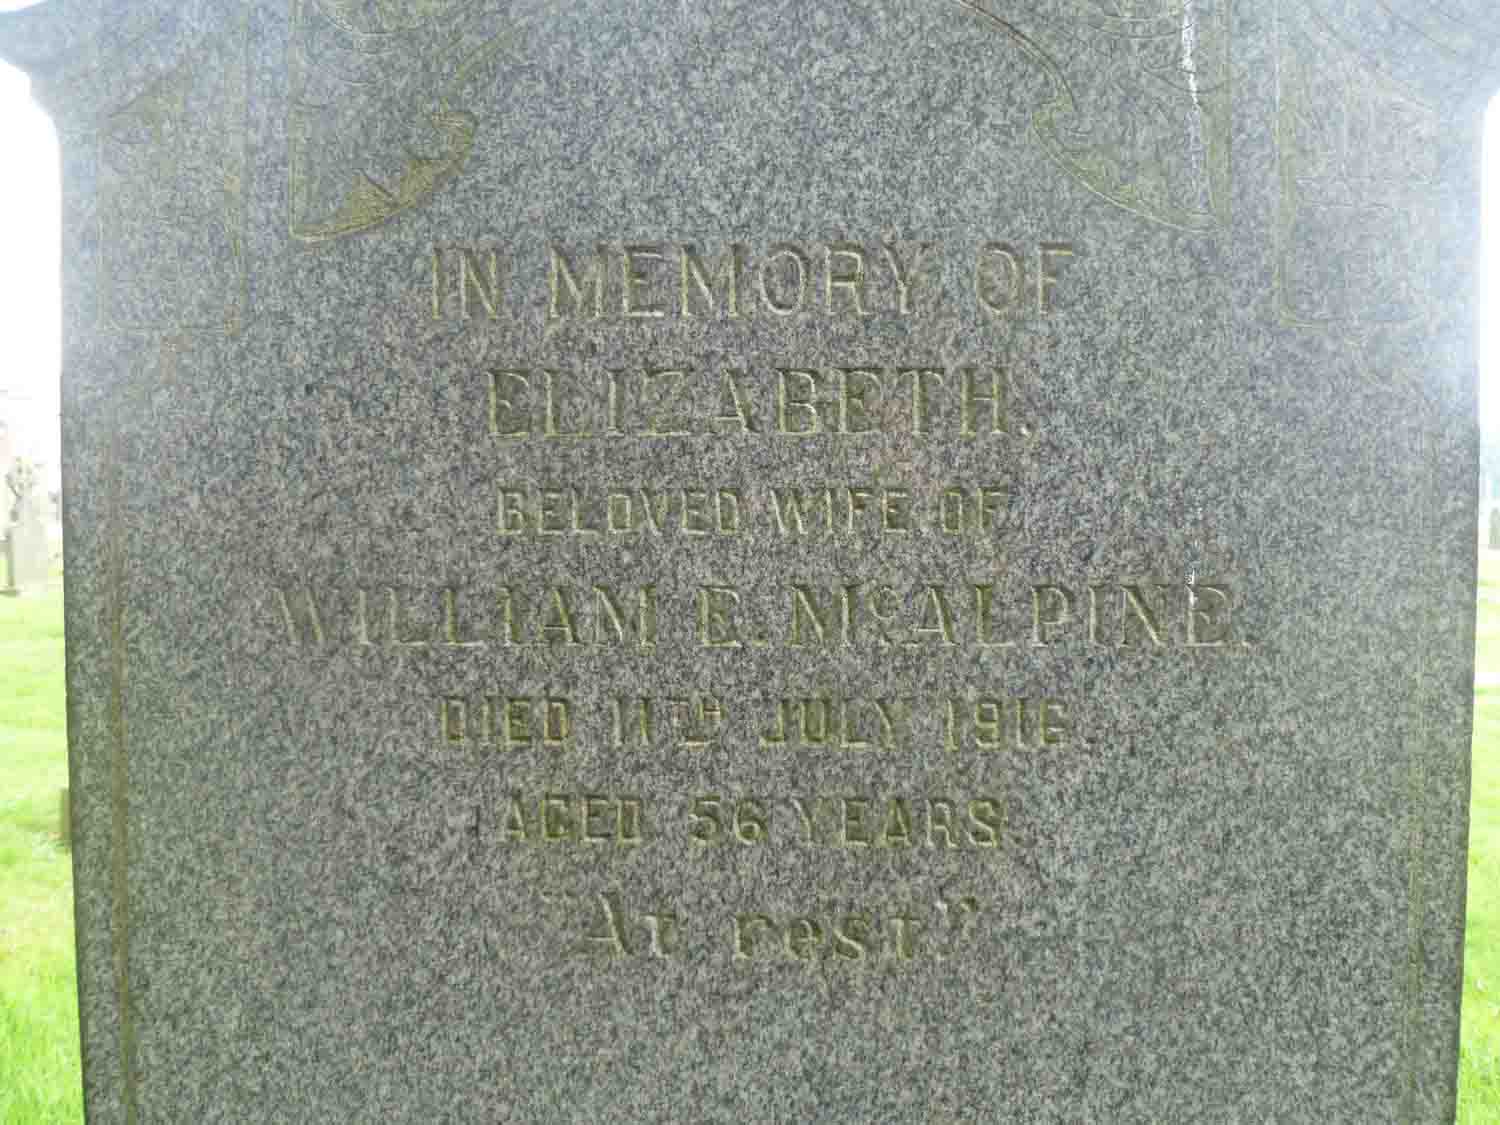 IN MEMORY OF
ELIZABETH.
BELOVED WIFE OF
WILLIAM E. McALPINE.
DIED 11TH JULY 1916.
AGED 56 YEARS.
"At rest".